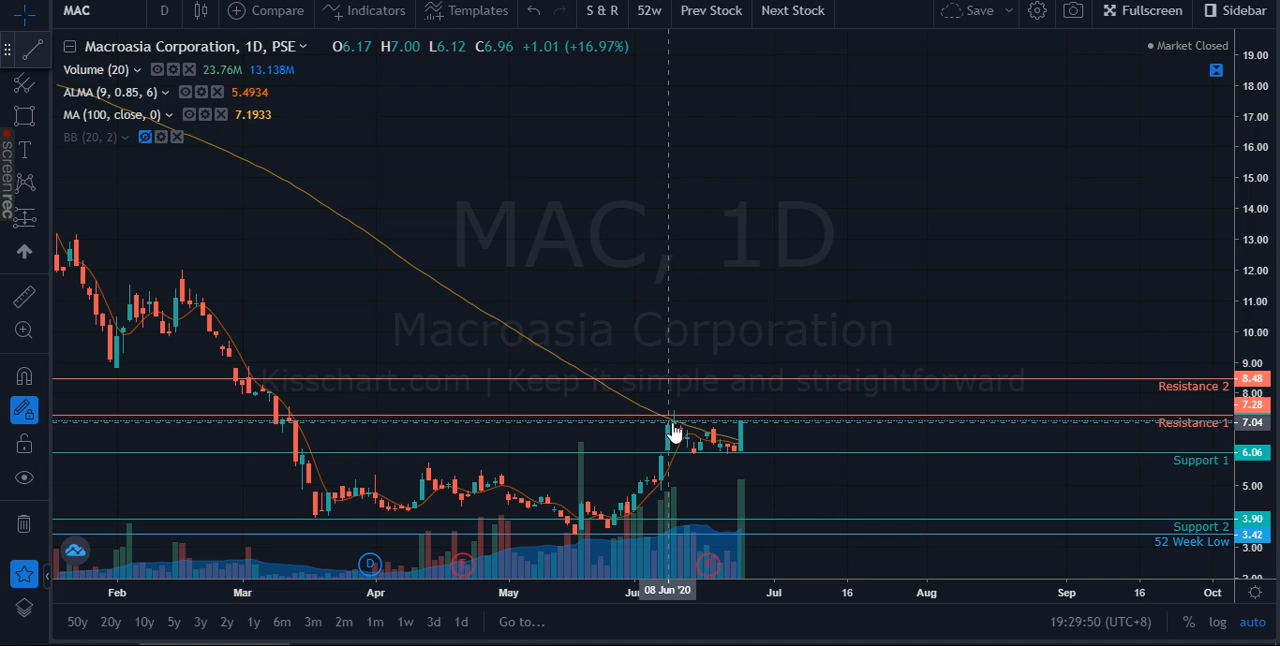 MAC D Compare Indicators Templates S & R 52w Prev Stock Next Stock Save Fullscreen Sidebar
Macroasia Corporation, 1D, PSE O6.17 H7.00 L6.12 C6.96 +1.01 (+16.97%)
Market Closed
Volume (20) 23.76M 13.138M
ALMA (9, 0.85, 6) 5.4934
MA (100, close, 0) 7.1933
BB (20, 2)
screenrec
MAC, 1D
Macroasia Corporation
Kisschart.com | Keep it simple and straightforward
19.00
18.00
17.00
16.00
15.00
14.00
13.00
12.00
11.00
10.00
9.00
8.48
Resistance 2
8.00
7.28
Resistance 1 7.04
6.06
Support 1
5.00
3.90
Support 2
3.42
52 Week Low
3.00
2.00
D E
Feb Mar Apr May Jun 08 Jun '20 Jul 16 Aug Sep 16 Oct
50y 20y 10y 5y 3y 2y 1y 6m 3m 2m 1m 1w 3d 1d Go to... 19:29:50 (UTC+8) % log auto